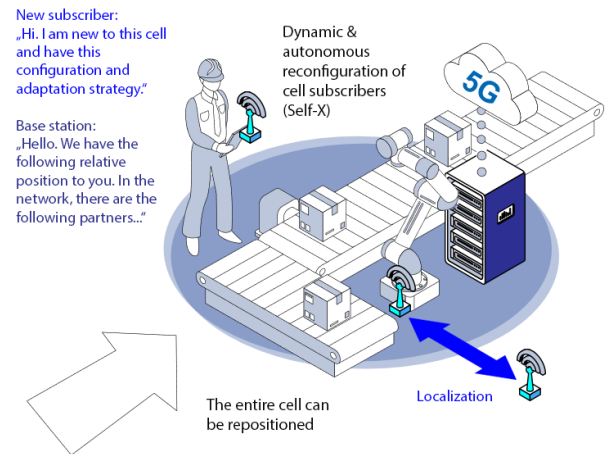 New subscriber:
„Hi. I am new to this cell
and have this
configuration and
adaptation strategy.“
Base station:
„Hello. We have the
following relative
position to you. In the
network, there are the
following partners...“
Dynamic &
autonomous
reconfiguration of
cell subscribers
(Self-X)
5G
Localization
The entire cell can
be repositioned